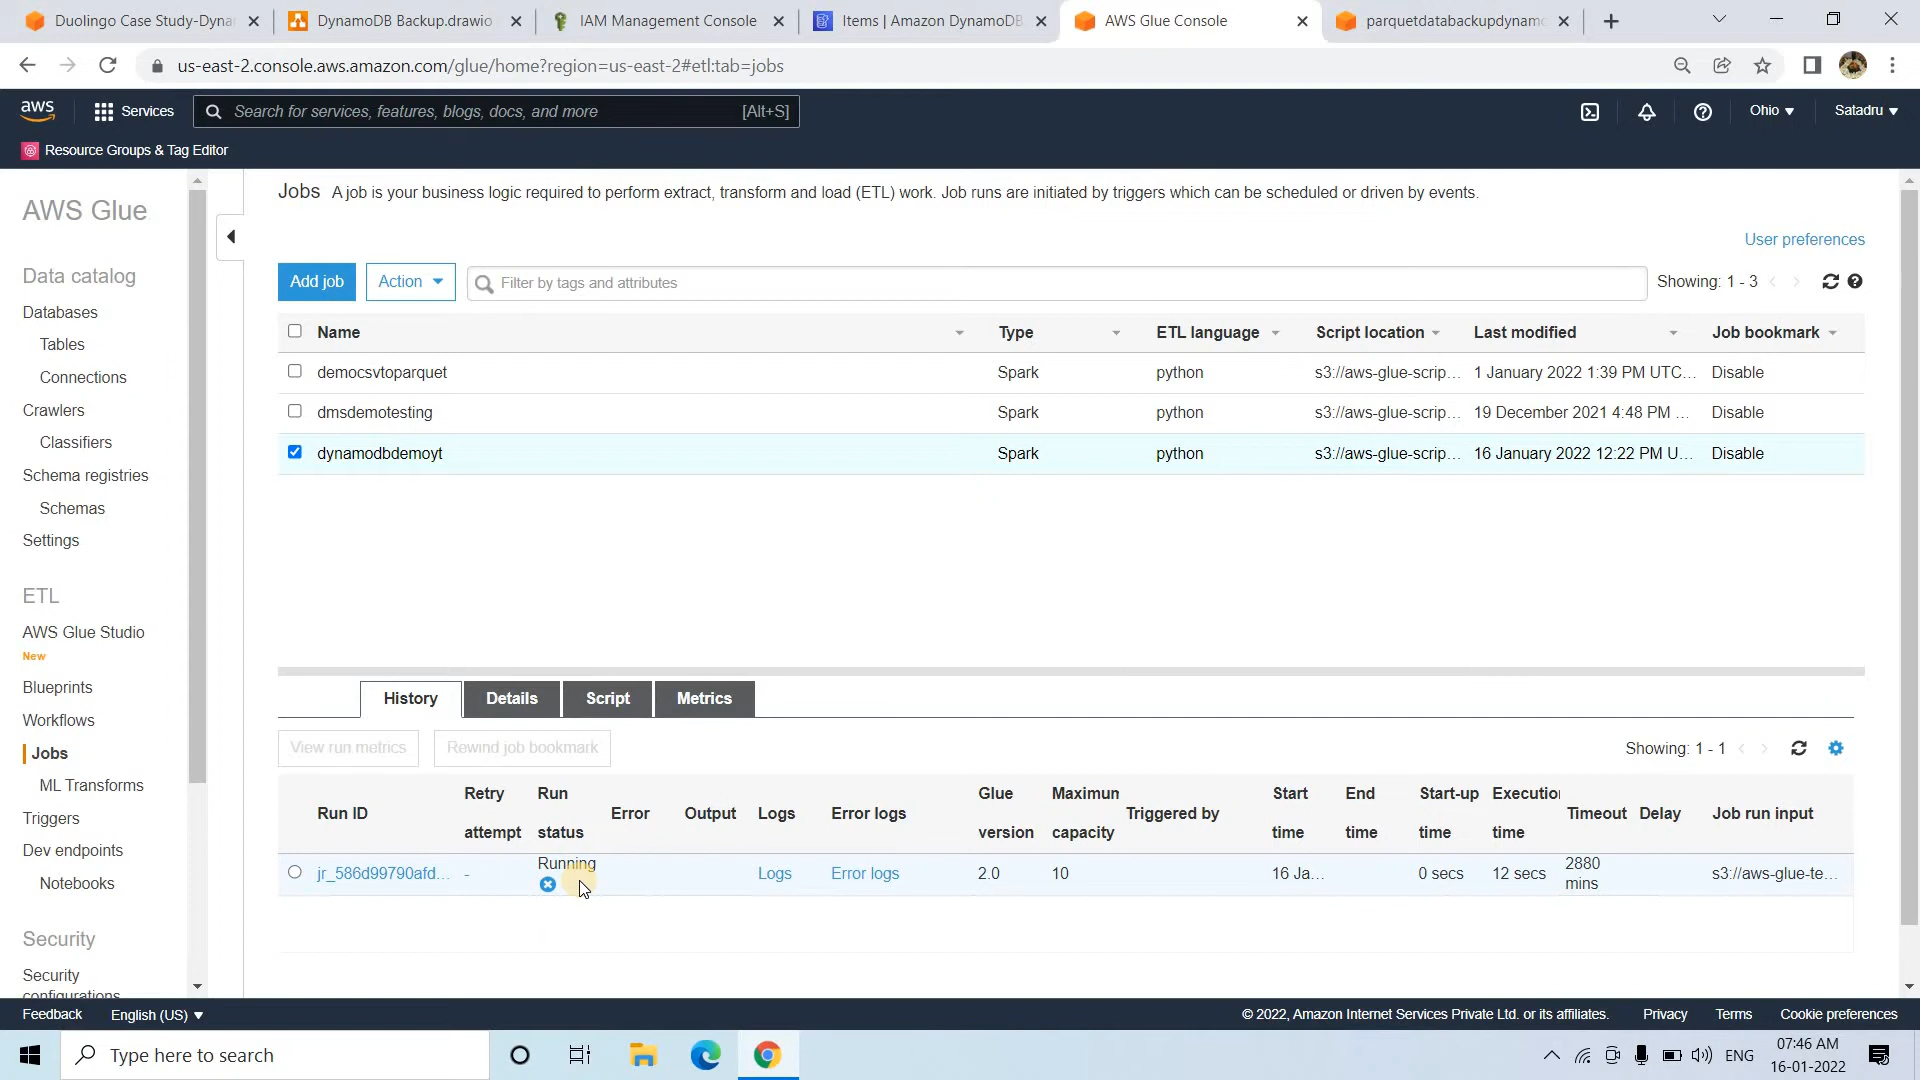 Duolingo Case Study-Dyna
DynamoDB Backup.drawio
IAM Management Console
Items | Amazon DynamoDB
AWS Glue Console
parquetdatabackupdynamo
us-east-2.console.aws.amazon.com/glue/home?region=us-east-2#etl:tab=jobs
aws
Services
Search for services, features, blogs, docs, and more
[Alt+S]
Ohio
Satadru
Resource Groups & Tag Editor
AWS Glue
Data catalog
Databases
Tables
Connections
Crawlers
Classifiers
Schema registries
Schemas
Settings
ETL
AWS Glue Studio
New
Blueprints
Workflows
Jobs
ML Transforms
Triggers
Dev endpoints
Notebooks
Security
Security
configurations
Jobs A job is your business logic required to perform extract, transform and load (ETL) work. Job runs are initiated by triggers which can be scheduled or driven by events.
User preferences
Add job
Action
Filter by tags and attributes
Showing: 1 - 3
Name Type ETL language Script location Last modified Job bookmark
democsvtoparquet Spark python s3://aws-glue-scrip... 1 January 2022 1:39 PM UTC... Disable
dmsdemotesting Spark python s3://aws-glue-scrip... 19 December 2021 4:48 PM ... Disable
dynamodbdemoyt Spark python s3://aws-glue-scrip... 16 January 2022 12:22 PM U... Disable
History Details Script Metrics
View run metrics
Rewind job bookmark
Showing: 1 - 1
Run ID Retry attempt Run status Error Output Logs Error logs Glue version Maximum capacity Triggered by Start time End time Start-up time Execution time Timeout Delay Job run input
jr_586d99790afd... - Running Logs Error logs 2.0 10 16 Ja... 0 secs 12 secs 2880 mins s3://aws-glue-te...
Feedback
English (US)
© 2022, Amazon Internet Services Private Ltd. or its affiliates.
Privacy
Terms
Cookie preferences
Type here to search
ENG
07:46 AM
16-01-2022